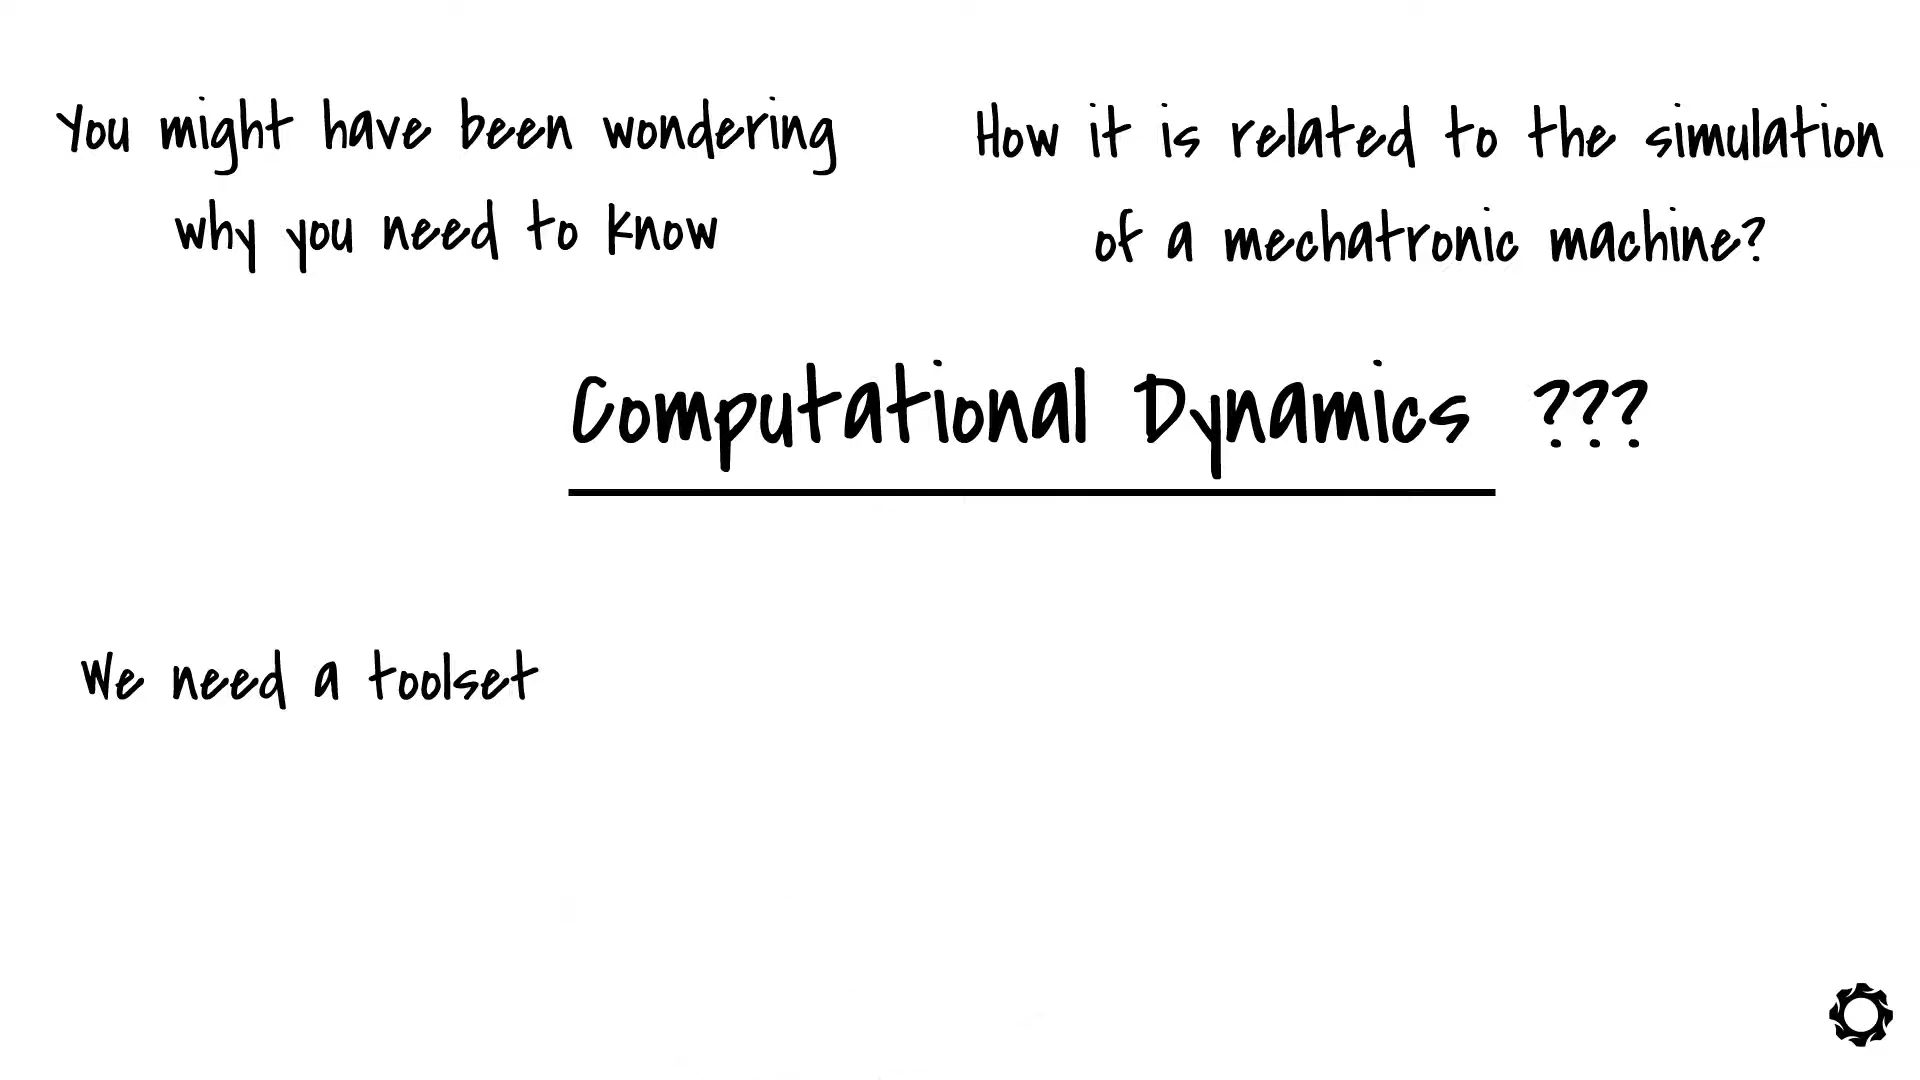 You might have been wondering
why you need to know
How it is related to the simulation
of a mechatronic machine?
Computational Dynamics ???
We need a toolset